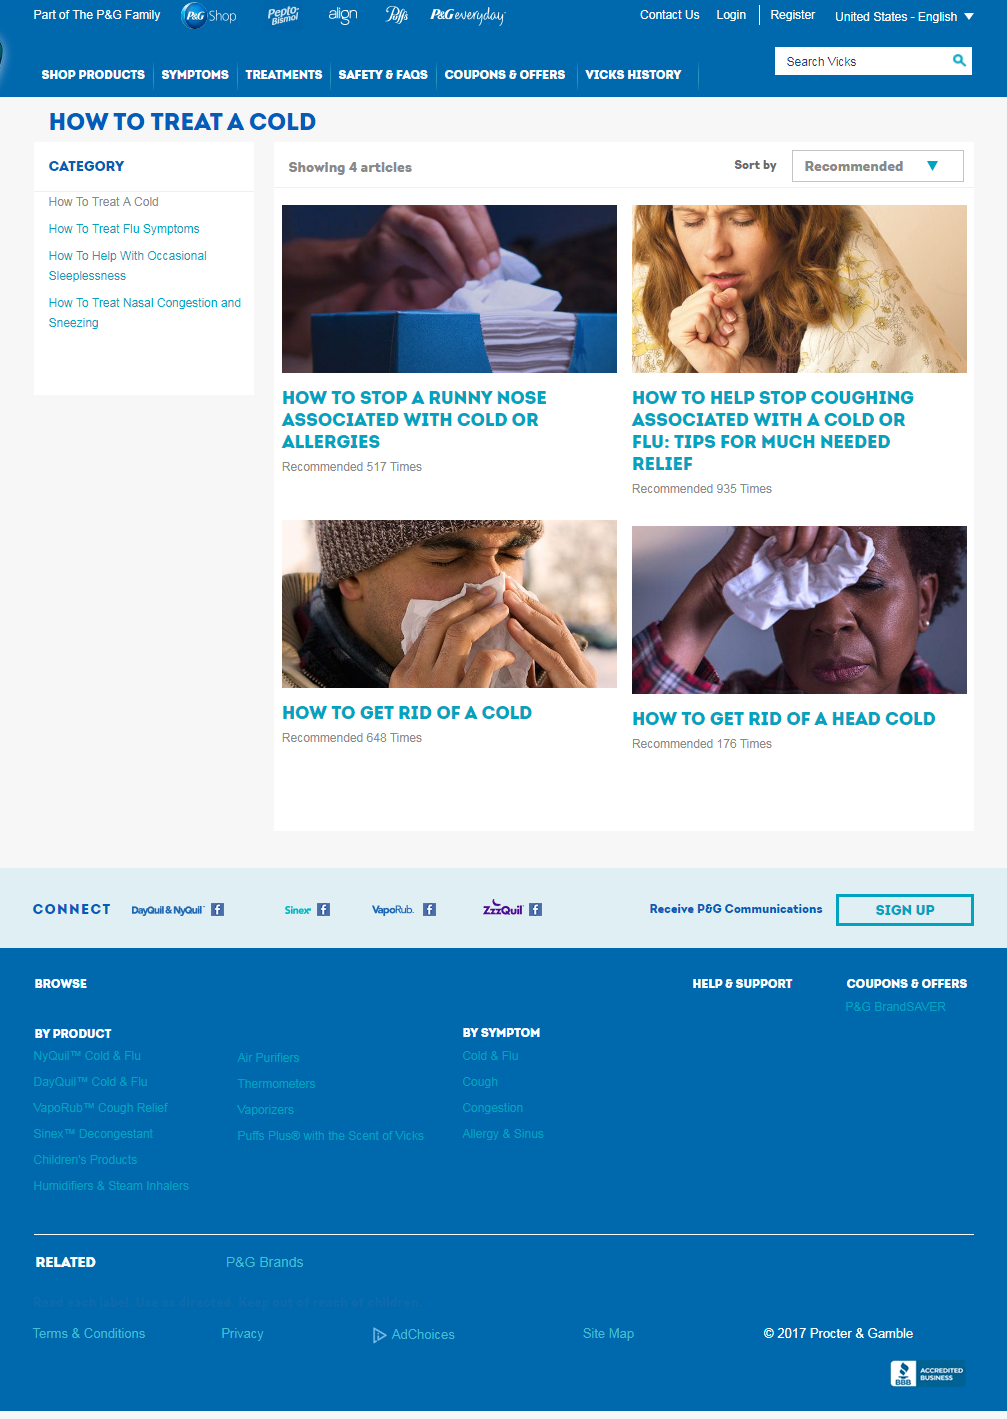 Part of The P&G Family
P&G Shop
Pepto Bismol
align
Puffs
P&G everyday
Contact Us
Login
Register
United States - English
SHOP PRODUCTS
SYMPTOMS
TREATMENTS
SAFETY & FAQS
COUPONS & OFFERS
VICKS HISTORY
Search Vicks
HOW TO TREAT A COLD
CATEGORY
How To Treat A Cold
How To Treat Flu Symptoms
How To Help With Occasional
Sleeplessness
How To Treat Nasal Congestion and
Sneezing
Showing 4 articles
Sort by
Recommended
HOW TO STOP A RUNNY NOSE
ASSOCIATED WITH COLD OR
ALLERGIES
Recommended 517 Times
HOW TO HELP STOP COUGHING
ASSOCIATED WITH A COLD OR
FLU: TIPS FOR MUCH NEEDED
RELIEF
Recommended 935 Times
HOW TO GET RID OF A COLD
Recommended 648 Times
HOW TO GET RID OF A HEAD COLD
Recommended 176 Times
CONNECT
DayQuil & NyQuil
Sinex
VapoRub.
ZzzQuil
Receive P&G Communications
SIGN UP
BROWSE
HELP & SUPPORT
COUPONS & OFFERS
P&G BrandSAVER
BY PRODUCT
NyQuil™ Cold & Flu
DayQuil™ Cold & Flu
VapoRub™ Cough Relief
Sinex™ Decongestant
Children's Products
Humidifiers & Steam Inhalers
Air Purifiers
Thermometers
Vaporizers
Puffs Plus® with the Scent of Vicks
BY SYMPTOM
Cold & Flu
Cough
Congestion
Allergy & Sinus
RELATED
P&G Brands
Read each label. Use as directed. Keep out of reach of children.
Terms & Conditions
Privacy
AdChoices
Site Map
© 2017 Procter & Gamble
BBB
ACCREDITED
BUSINESS